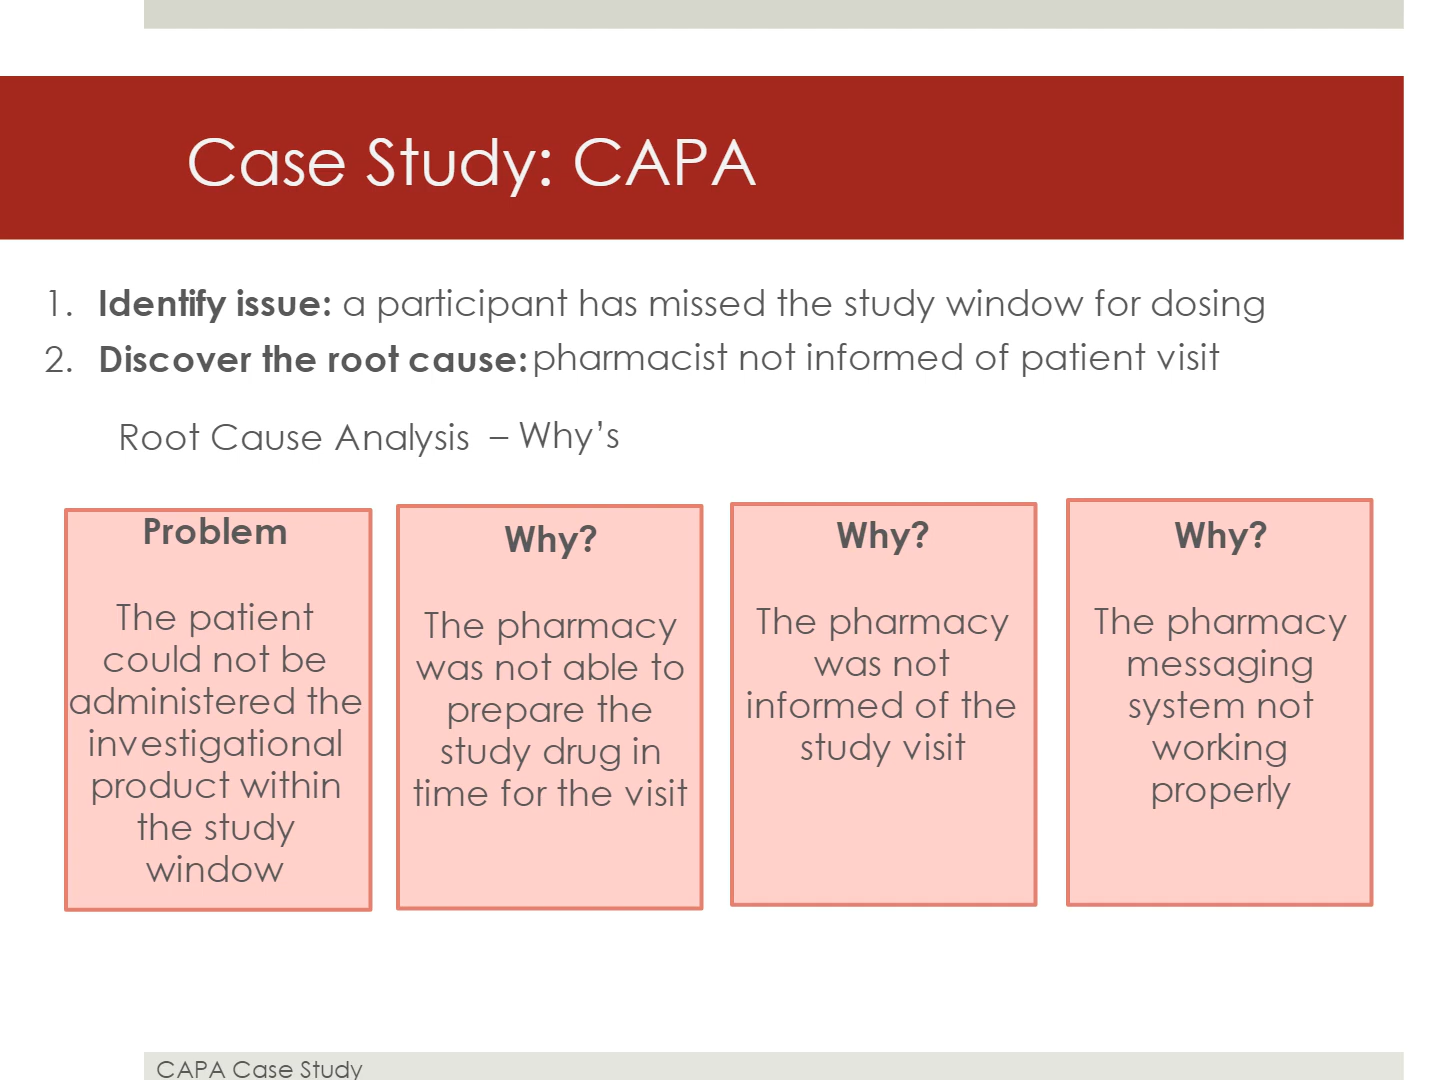 Case Study: CAPA
1. Identify issue: a participant has missed the study window for dosing
2. Discover the root cause: pharmacist not informed of patient visit
Root Cause Analysis – Why’s
Problem
The patient
could not be
administered the
investigational
product within
the study
window
Why?
The pharmacy
was not able to
prepare the
study drug in
time for the visit
Why?
The pharmacy
was not
informed of the
study visit
Why?
The pharmacy
messaging
system not
working
properly
CAPA Case Study